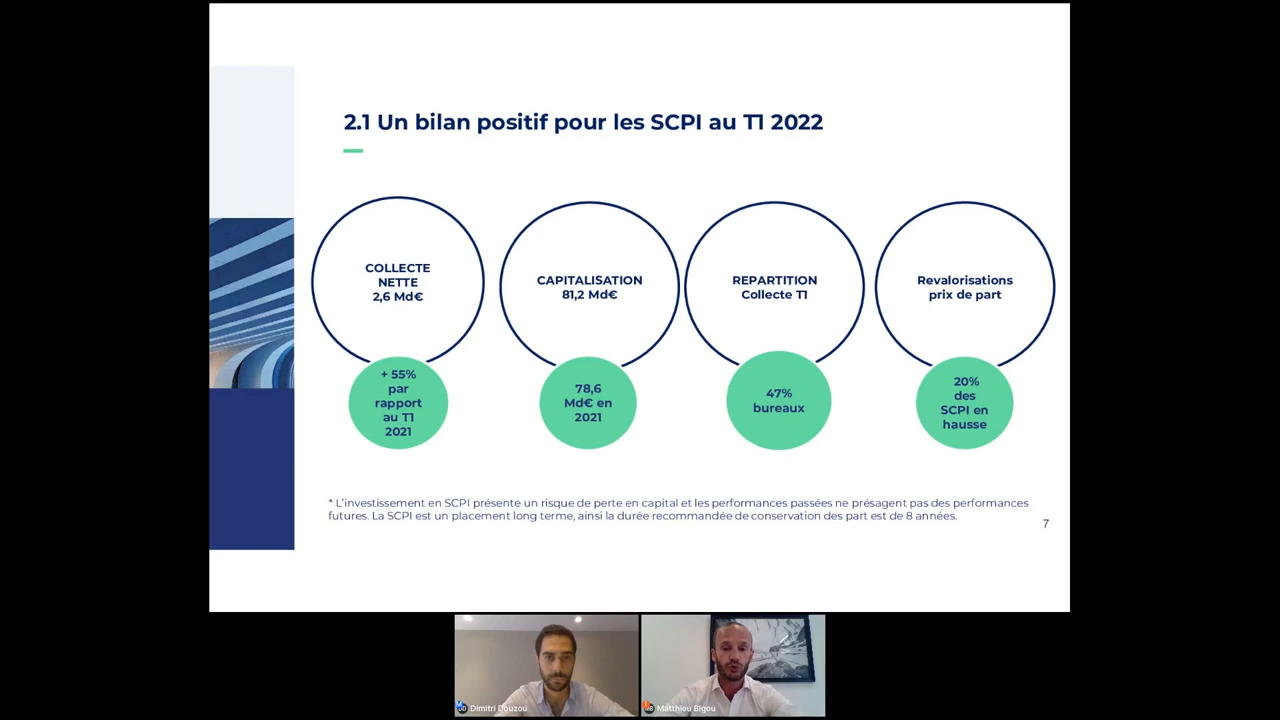 2.1 Un bilan positif pour les SCPI au T1 2022
COLLECTE
NETTE
2,6 Md€
CAPITALISATION
81,2 Md€
REPARTITION
Collecte T1
Revalorisations
prix de part
+ 55%
par
rapport
au T1
2021
78,6
Md€ en
2021
47%
bureaux
20%
des
SCPI en
hausse
* L'investissement en SCPI présente un risque de perte en capital et les performances passées ne présagent pas des performances
futures. La SCPI est un placement long terme, ainsi la durée recommandée de conservation des part est de 8 années.
7
Dimitri Douzou
Matthieu Bigou